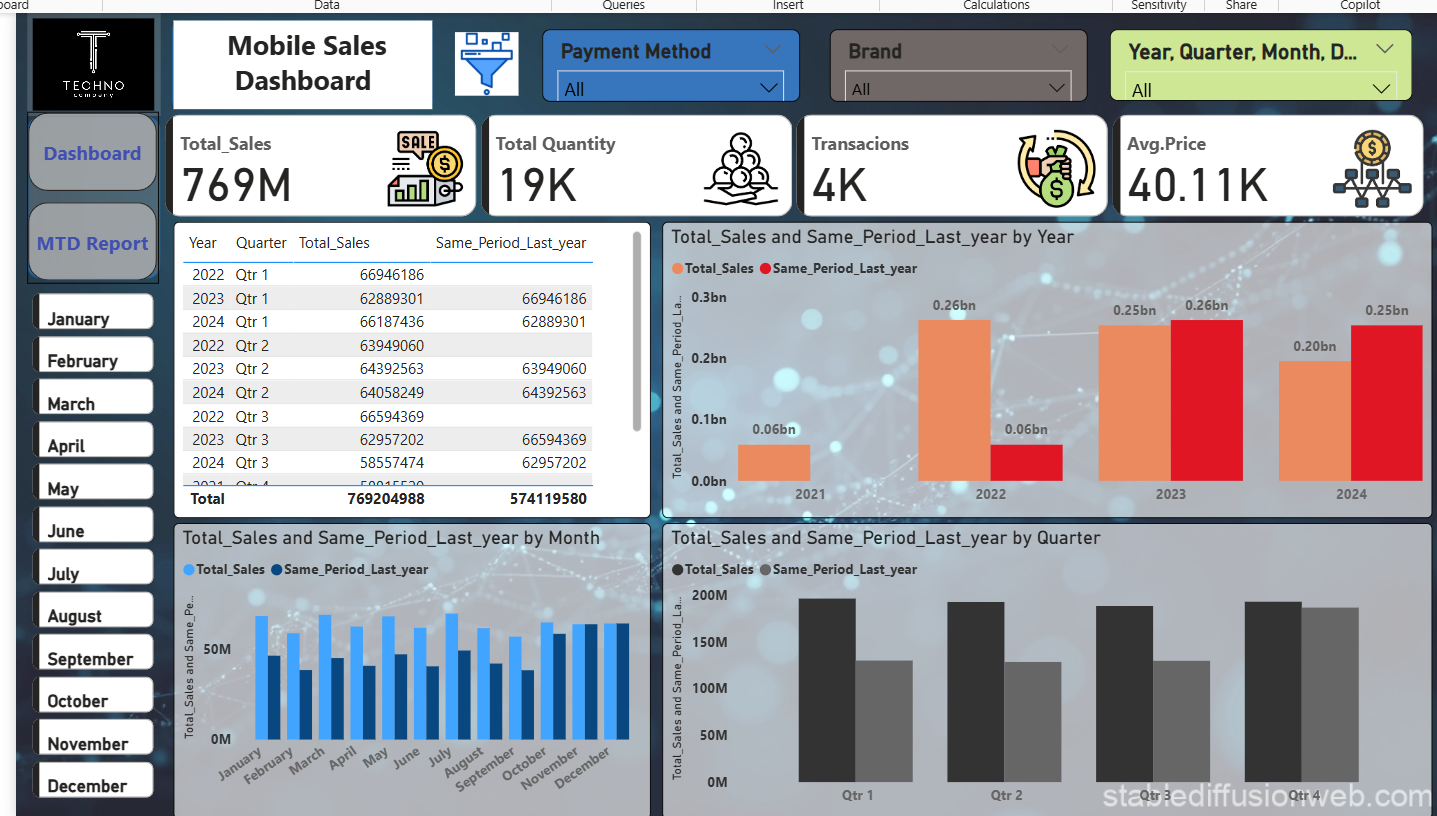 board
Data
Queries
Insert
Calculations
Sensitivity
Share
Copilot
T
TECHNO
company
Mobile Sales
Dashboard
Payment Method
All
Brand
All
Year, Quarter, Month, D...
All
Dashboard
MTD Report
Total_Sales
769M
Total Quantity
19K
Transacions
4K
Avg.Price
40.11K
SALE
January
February
March
April
May
June
July
August
September
October
November
December
Year Quarter Total_Sales Same_Period_Last_year
2022 Qtr 1 66946186
2023 Qtr 1 62889301 66946186
2024 Qtr 1 66187436 62889301
2022 Qtr 2 63949060
2023 Qtr 2 64392563 63949060
2024 Qtr 2 64058249 64392563
2022 Qtr 3 66594369
2023 Qtr 3 62957202 66594369
2024 Qtr 3 58557474 62957202
Total 769204988 574119580
Total_Sales and Same_Period_Last_year by Year
Total_Sales Same_Period_Last_year
Total_Sales and Same_Period_La...
0.3bn
0.2bn
0.1bn
0.0bn
0.06bn
0.26bn
0.06bn
0.25bn
0.26bn
0.20bn
0.25bn
2021 2022 2023 2024
Total_Sales and Same_Period_Last_year by Month
Total_Sales Same_Period_Last_year
Total_Sales and Same_Pe...
50M
0M
January February March April May June July August September October November December
Total_Sales and Same_Period_Last_year by Quarter
Total_Sales Same_Period_Last_year
Total_Sales and Same_Period_La...
200M
150M
100M
50M
0M
Qtr 1 Qtr 2 Qtr 3 Qtr 4
stablediffusionweb.com